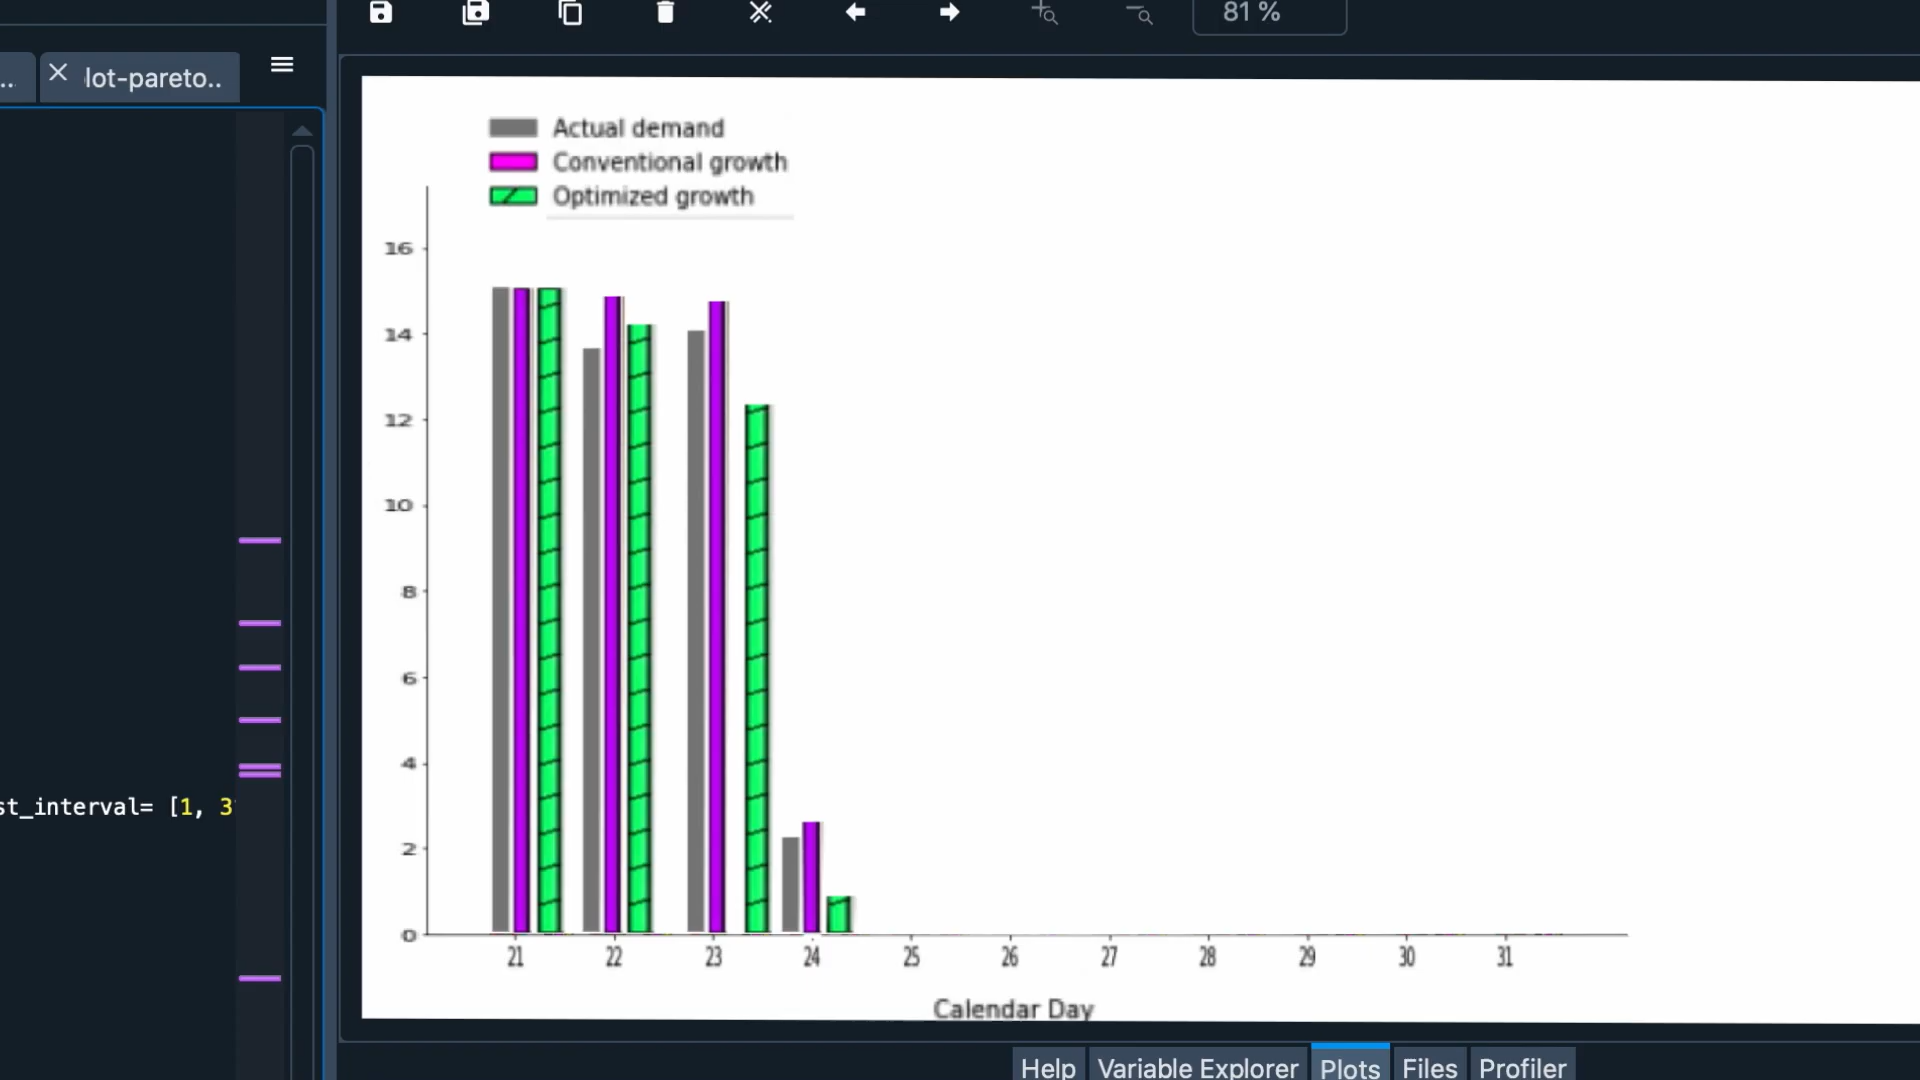 81 %
lot-pareto..
Actual demand
Conventional growth
Optimized growth
16
14
12
10
8
6
4
2
0
21 22 23 24 25 26 27 28 29 30 31
Calendar Day
st_interval= [1, 3
Help Variable Explorer Plots Files Profiler